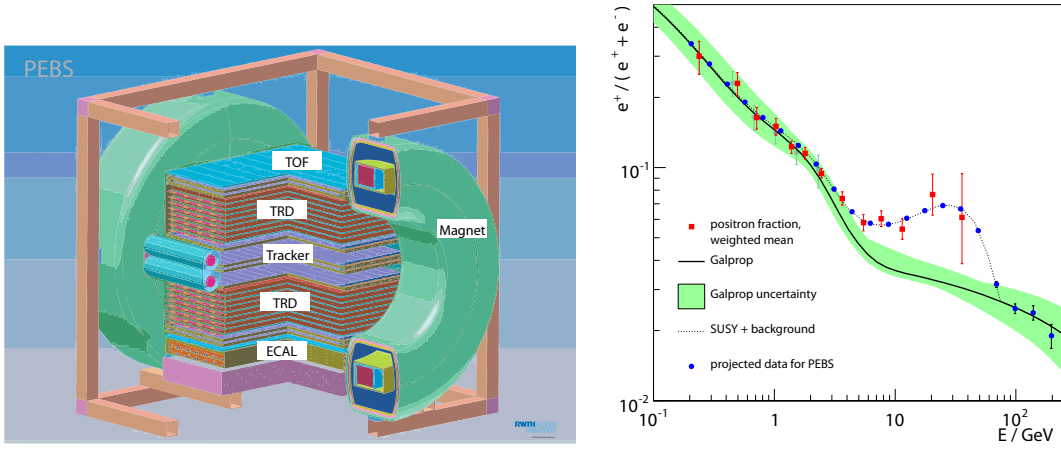 PEBS
TOF
TRD
Magnet
Tracker
TRD
ECAL
RWTH
e⁺ / ( e⁺ + e⁻ )
10⁻¹
10⁻²
positron fraction,
weighted mean
Galprop
Galprop uncertainty
SUSY + background
projected data for PEBS
10⁻¹ 1 10 10²
E / GeV